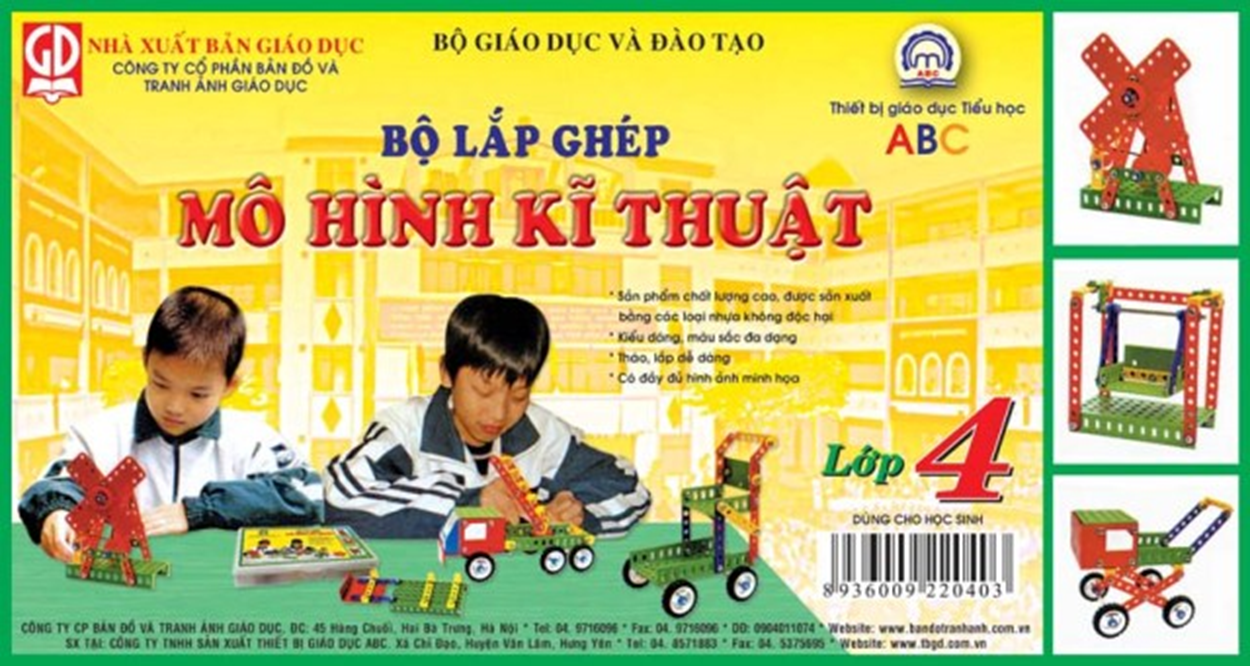 GD
NHÀ XUẤT BẢN GIÁO DỤC
CÔNG TY CỔ PHẦN BẢN ĐỒ VÀ
TRANH ẢNH GIÁO DỤC
BỘ GIÁO DỤC VÀ ĐÀO TẠO
ABC
Thiết bị giáo dục Tiểu học
ABC
BỘ LẮP GHÉP
MÔ HÌNH KĨ THUẬT
* Sản phẩm chất lượng cao, được sản xuất
bằng các loại nhựa không độc hại
* Kiểu dáng, màu sắc đa dạng
* Tháo, lắp dễ dàng
* Có đầy đủ hình ảnh minh họa
Lớp 4
DÙNG CHO HỌC SINH
8 936009 220403
CÔNG TY CP BẢN ĐỒ VÀ TRANH ẢNH GIÁO DỤC, ĐC: 45 Hàng Chuối, Hai Bà Trưng, Hà Nội * Tel: 04. 9716096 * Fax: 04. 9716096 * DĐ: 0904011074 * Website: www.bandotranhanh.com.vn
SX TẠI: CÔNG TY TNHH SẢN XUẤT THIẾT BỊ GIÁO DỤC ABC. Xã Chỉ Đạo, Huyện Văn Lâm, Hưng Yên * Tel: 04. 8571883 * Fax: 04. 5375695 * Website: www.tbgd.com.vn